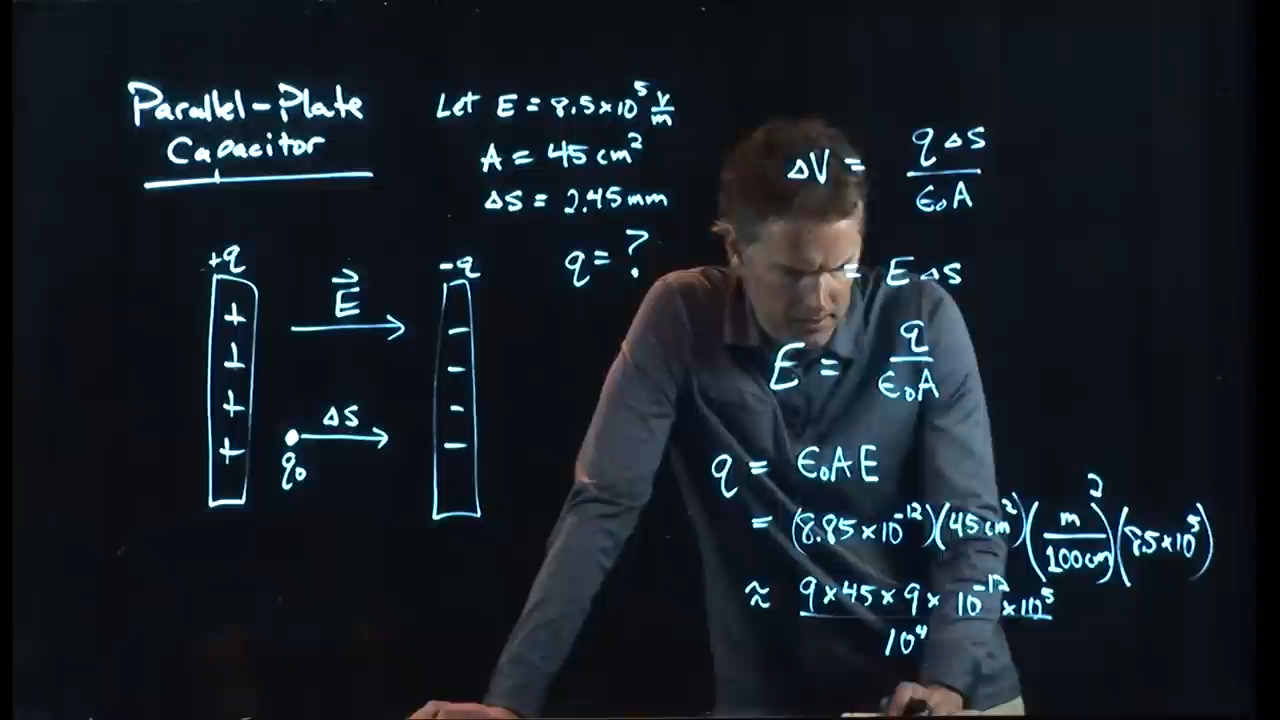 Parallel-Plate
Capacitor
Let E = 8.5×10⁵ V/m
A = 45 cm²
Δs = 2.45 mm
q = ?
+q
-q
E⃗
+
+
+
+
-
-
-
-
Δs
q₀
ΔV = qΔs/ϵ₀A
= EΔs
E = q/ϵ₀A
q = ϵ₀AE
= (8.85×10⁻¹²)(45 cm²)(m/100cm)²(8.5×10⁵)
≈ 9×45×9×10⁻¹²×10⁵/10⁴